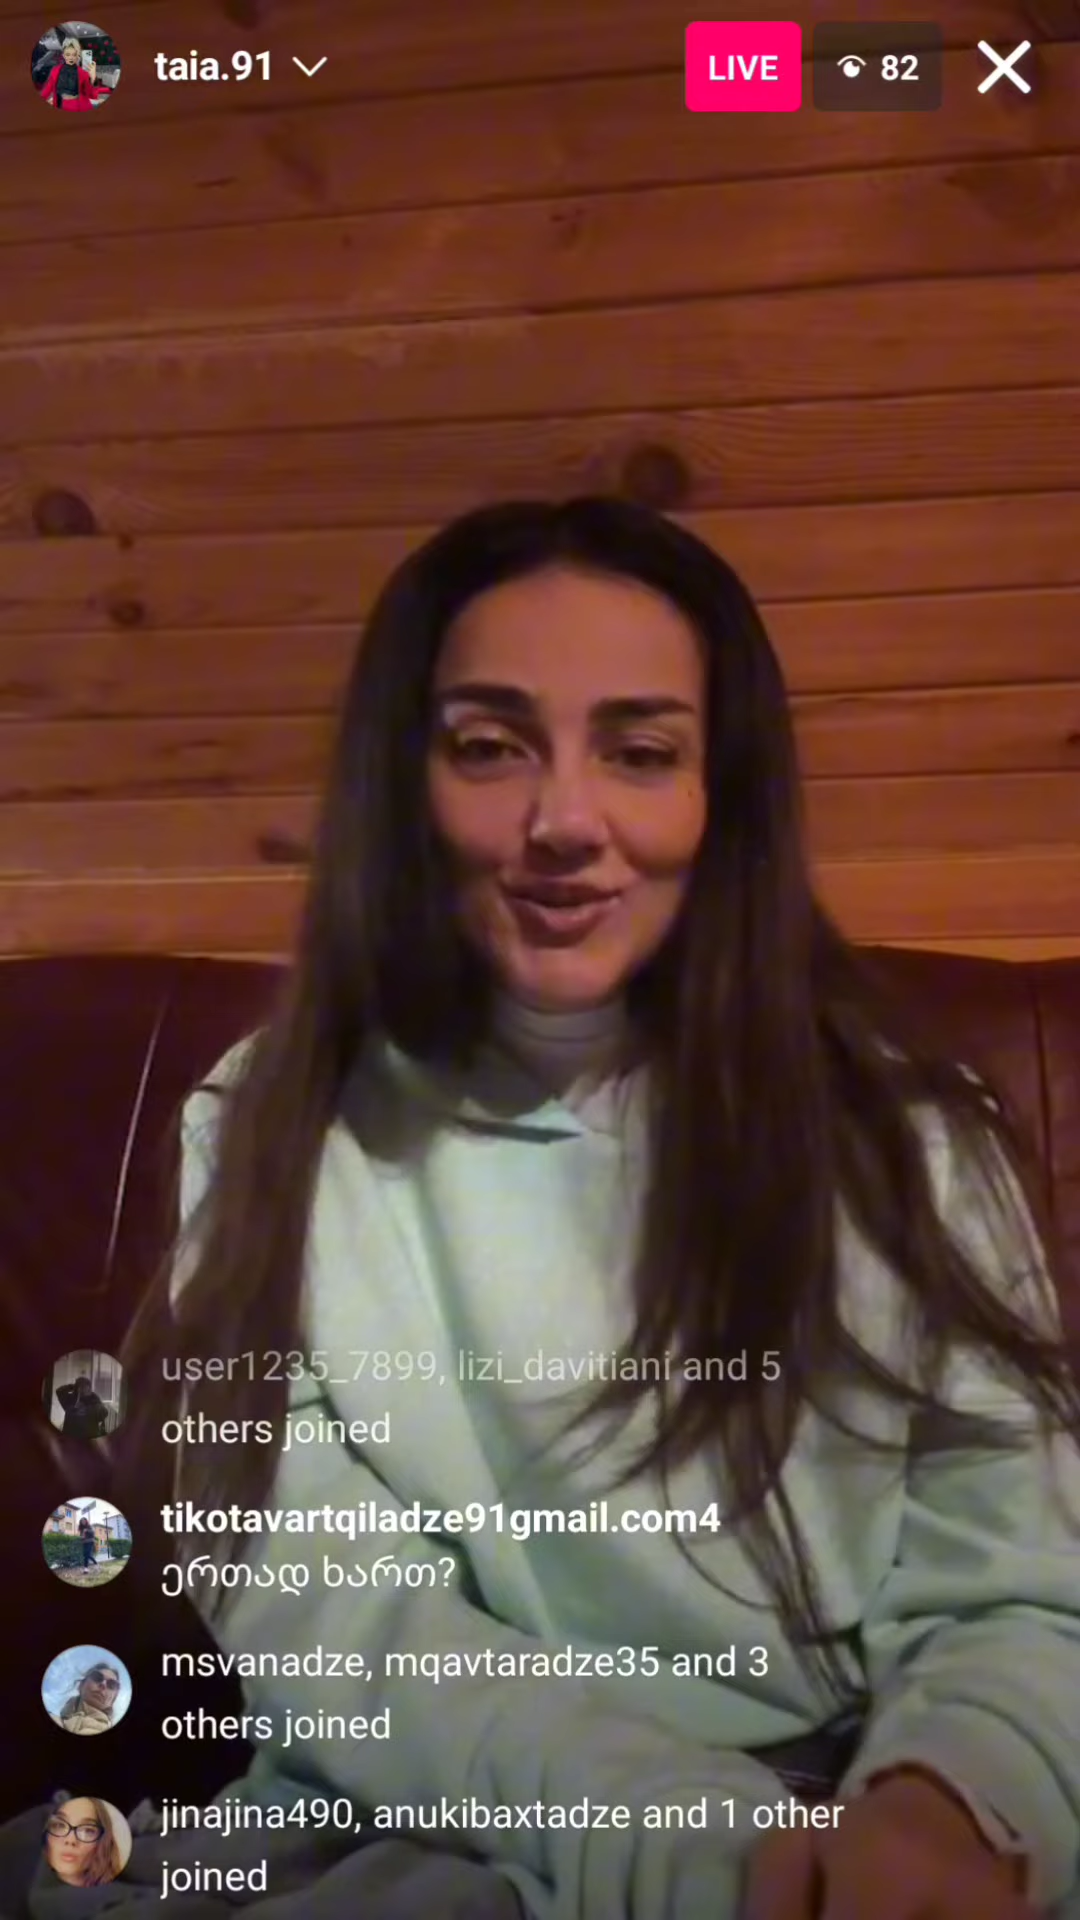 taia.91
LIVE
82
user1235_7899, lizi_davitiani and 5
others joined
tikotavartqiladze91gmail.com4
ერთად ხართ?
msvanadze, mqavtaradze35 and 3
others joined
jinajina490, anukibaxtadze and 1 other
joined